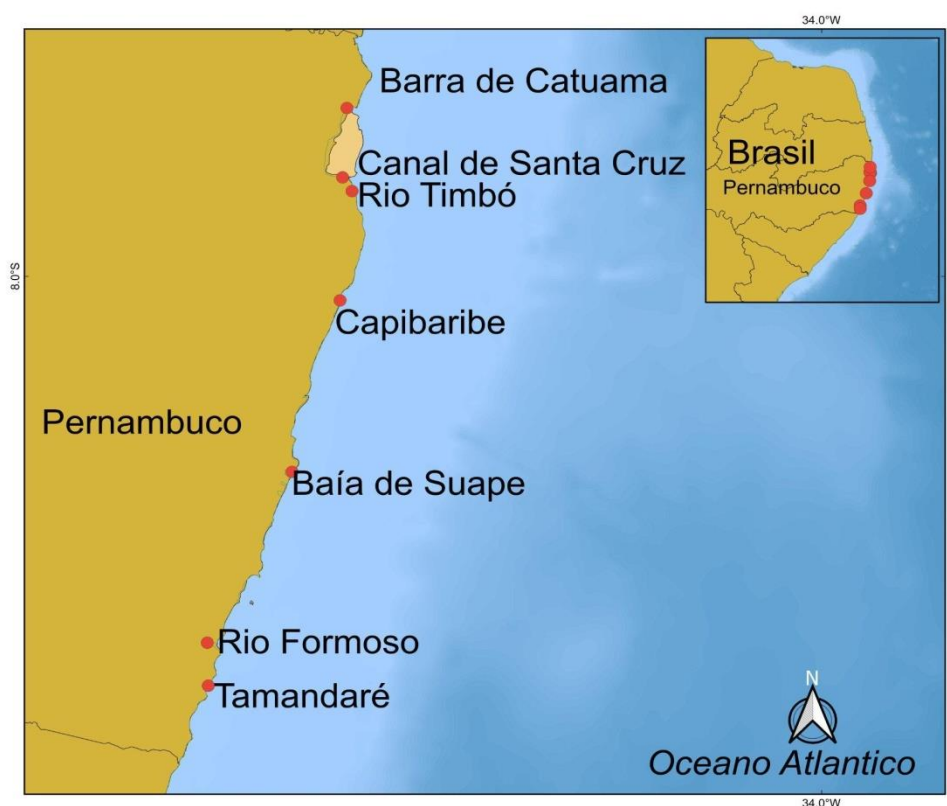 34.0°W
Barra de Catuama
Brasil
Pernambuco
Canal de Santa Cruz
Rio Timbó
8.0°S
Capibaribe
Pernambuco
Baía de Suape
Rio Formoso
Tamandaré
N
Oceano Atlantico
34.0°W